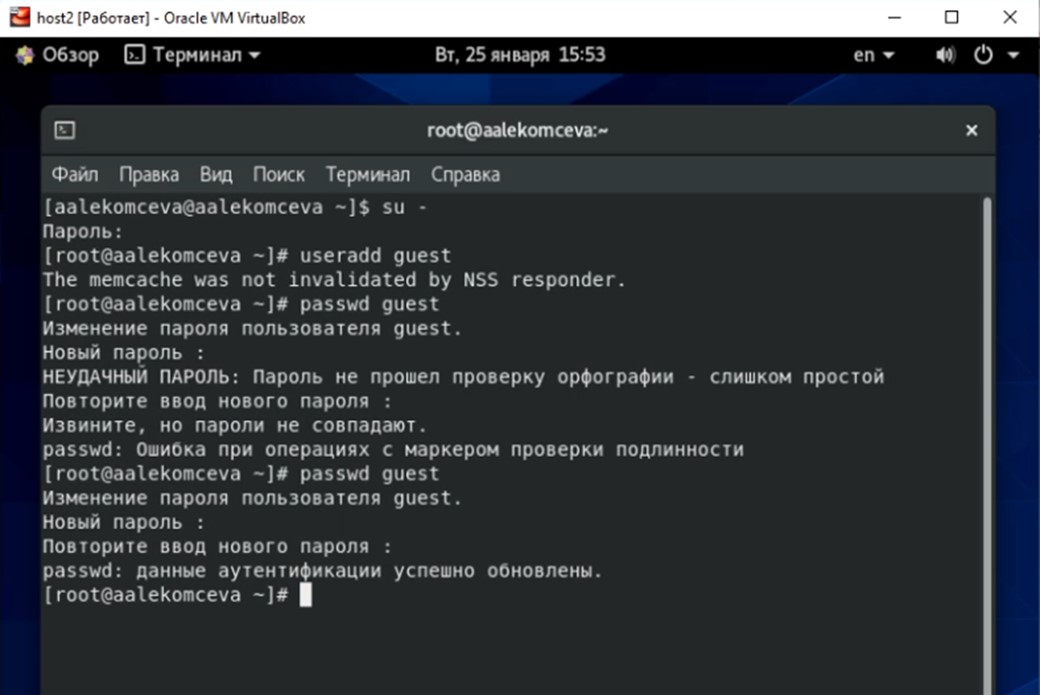 host2 [Работает] - Oracle VM VirtualBox
Обзор Терминал Вт, 25 января 15:53 en
root@aalekomceva:~
Файл Правка Вид Поиск Терминал Справка
[aalekomceva@aalekomceva ~]$ su -
Пароль:
[root@aalekomceva ~]# useradd guest
The memcache was not invalidated by NSS responder.
[root@aalekomceva ~]# passwd guest
Изменение пароля пользователя guest.
Новый пароль :
НЕУДАЧНЫЙ ПАРОЛЬ: Пароль не прошел проверку орфографии - слишком простой
Повторите ввод нового пароля :
Извините, но пароли не совпадают.
passwd: Ошибка при операциях с маркером проверки подлинности
[root@aalekomceva ~]# passwd guest
Изменение пароля пользователя guest.
Новый пароль :
Повторите ввод нового пароля :
passwd: данные аутентификации успешно обновлены.
[root@aalekomceva ~]#